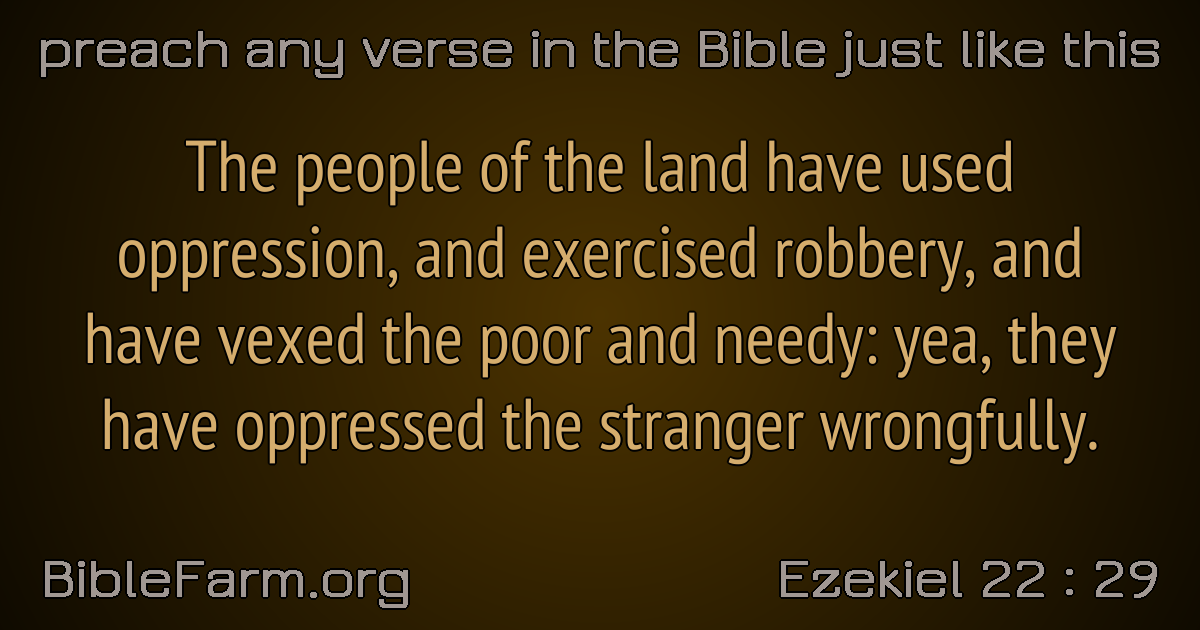 preach any verse in the Bible just like this
The people of the land have used
oppression, and exercised robbery, and
have vexed the poor and needy: yea, they
have oppressed the stranger wrongfully.
BibleFarm.org
Ezekiel 22 : 29